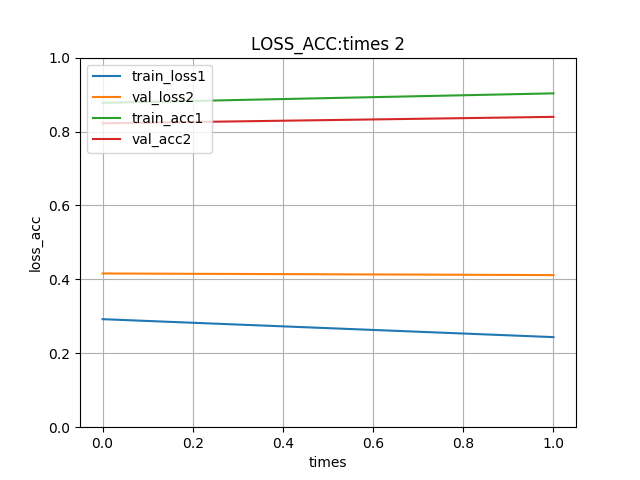 LOSS_ACC:times 2
train_loss1
val_loss2
train_acc1
val_acc2
1.0
0.8
0.6
0.4
0.2
0.0
loss_acc
0.0 0.2 0.4 0.6 0.8 1.0
times